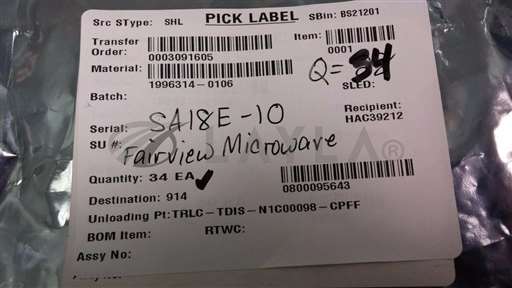 Src SType: SHL PICK LABEL SBin: BS21201
Transfer Order: 0003091605 Item: 0001
Material: 1996314-0106 Q=34
Batch: SLED:
Serial: SA18E-10 Recipient: HAC39212
SU #: Fairview Microwave
Quantity: 34 EA ✓
Destination: 914 0800095643
Unloading Pt:TRLC-TDIS-N1C00098-CPFF
BOM Item: RTWC:
Assy No:
Assy No: